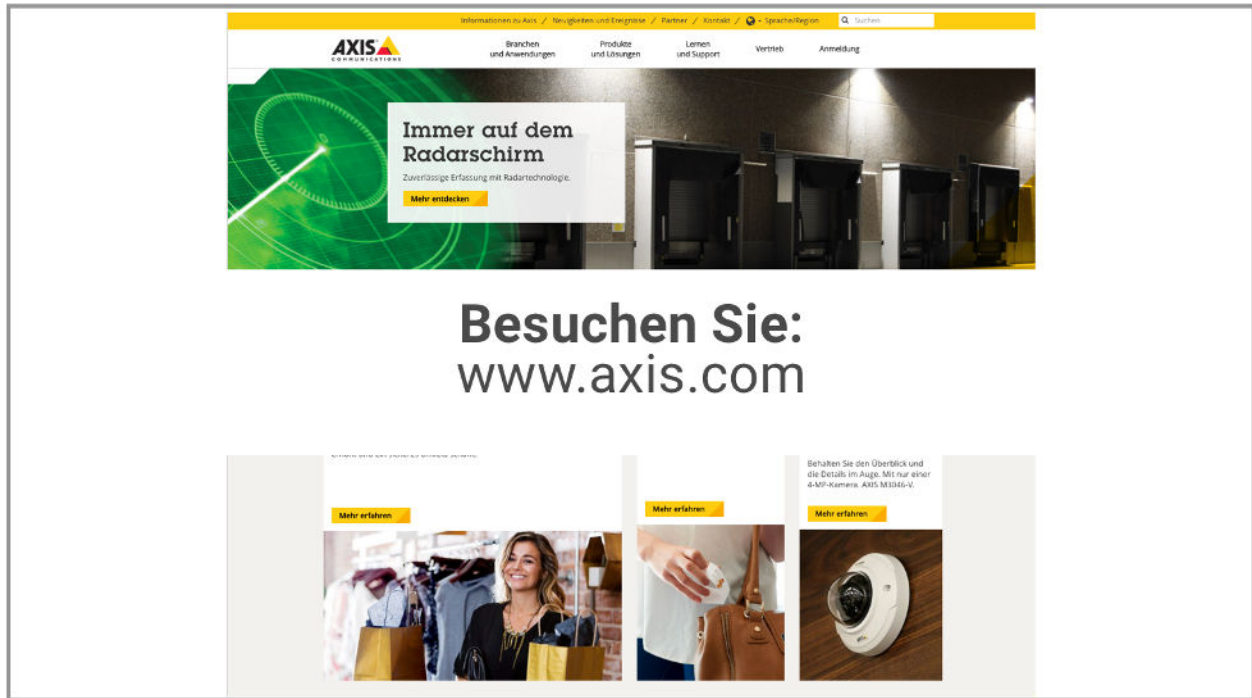 Informationen zu Axis / Neuigkeiten und Ereignisse / Partner / Kontakt / Sprache/Region Suchen
AXIS
COMMUNICATIONS
Branchen
und Anwendungen
Produkte
und Lösungen
Lernen
und Support
Vertrieb
Anmeldung
Immer auf dem
Radarschirm
Zuverlässige Erfassung mit Radartechnologie.
Mehr entdecken
Besuchen Sie:
www.axis.com
Mehr erfahren
Mehr erfahren
Behalten Sie den Überblick und
die Details im Auge. Mit nur einer
4-MP-Kamera. AXIS M3046-V.
Mehr erfahren